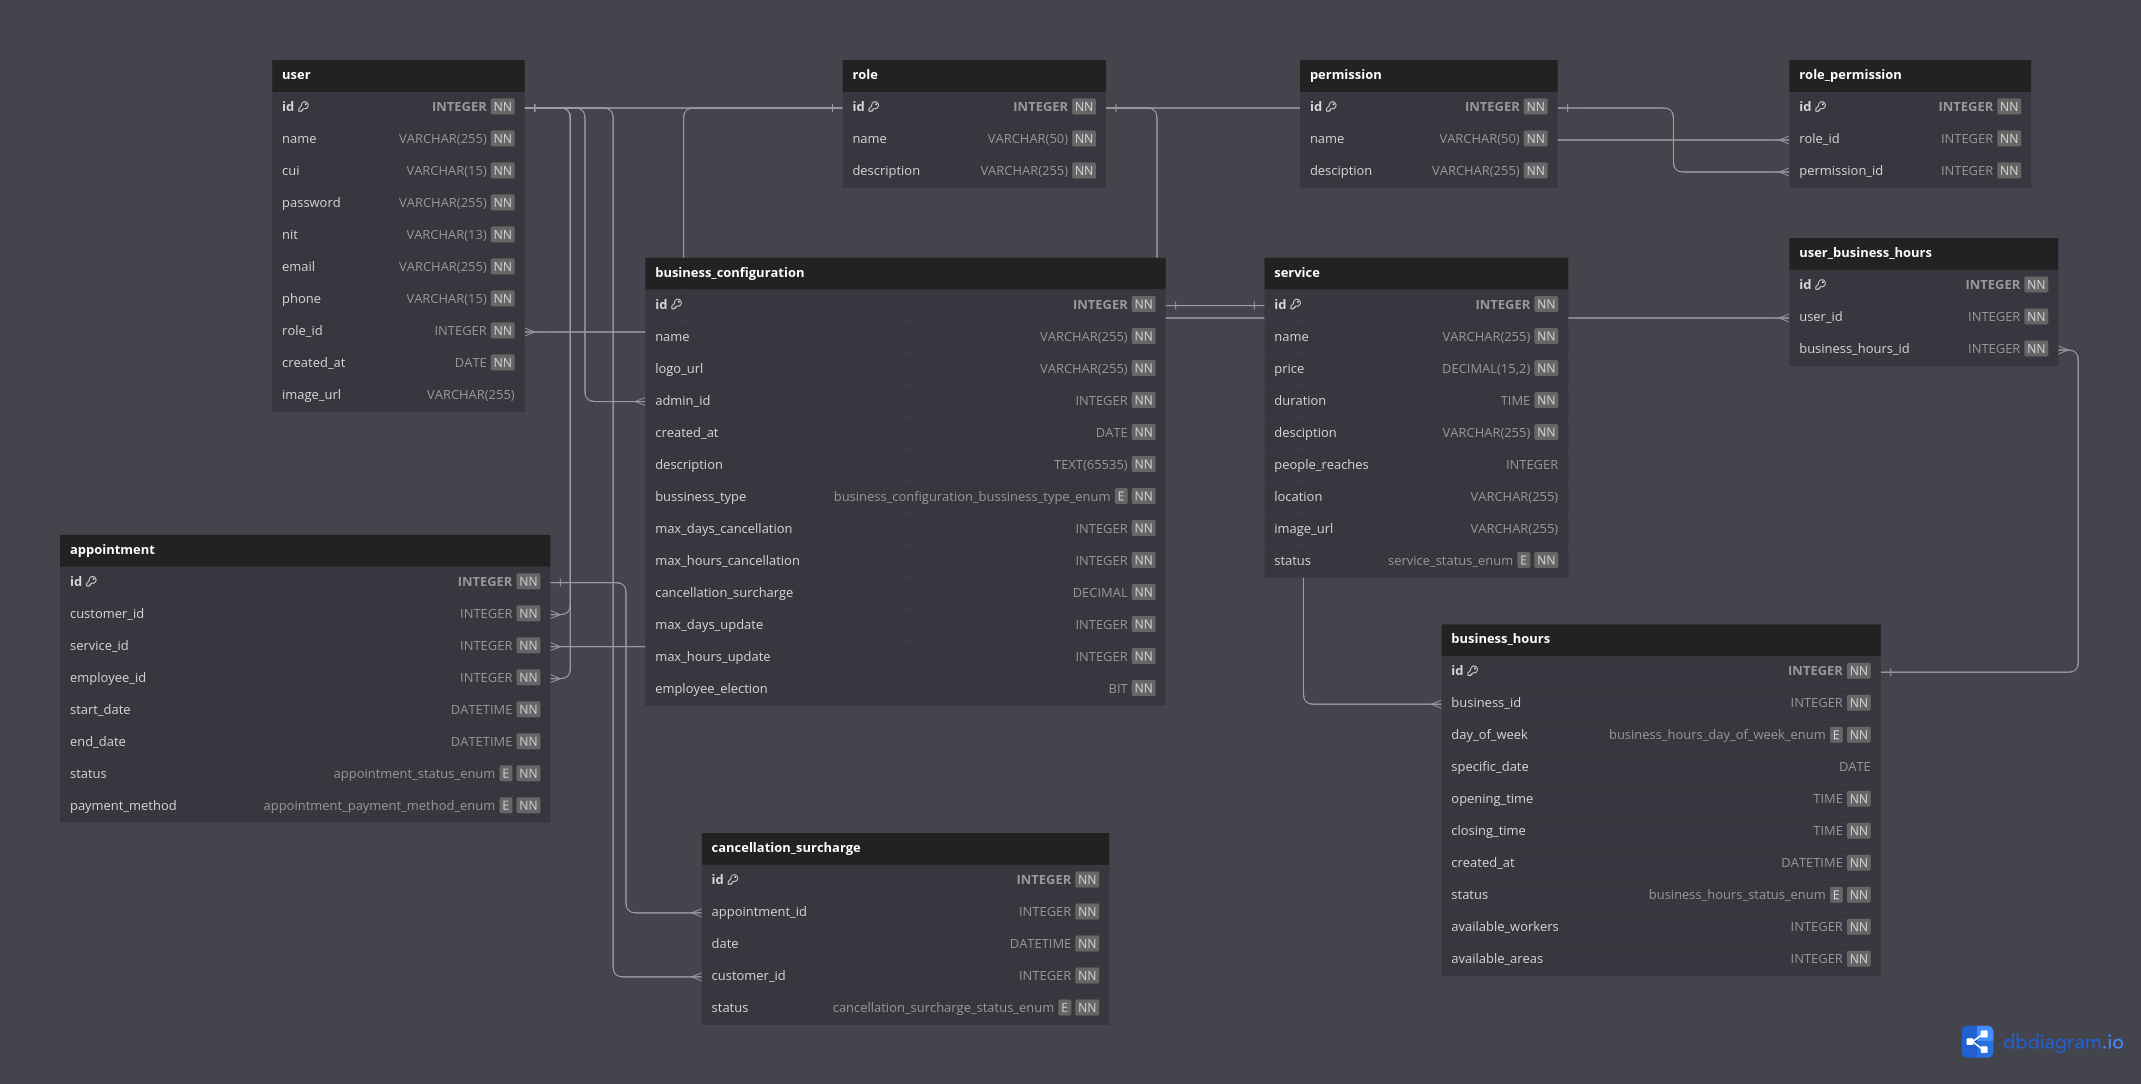 user
id INTEGER NN
name VARCHAR(255) NN
cui VARCHAR(15) NN
password VARCHAR(255) NN
nit VARCHAR(13) NN
email VARCHAR(255) NN
phone VARCHAR(15) NN
role_id INTEGER NN
created_at DATE NN
image_url VARCHAR(255)
role
id INTEGER NN
name VARCHAR(50) NN
description VARCHAR(255) NN
permission
id INTEGER NN
name VARCHAR(50) NN
desciption VARCHAR(255) NN
role_permission
id INTEGER NN
role_id INTEGER NN
permission_id INTEGER NN
business_configuration
id INTEGER NN
name VARCHAR(255) NN
logo_url VARCHAR(255) NN
admin_id INTEGER NN
created_at DATE NN
description TEXT(65535) NN
bussiness_type business_configuration_bussiness_type_enum E NN
max_days_cancellation INTEGER NN
max_hours_cancellation INTEGER NN
cancellation_surcharge DECIMAL NN
max_days_update INTEGER NN
max_hours_update INTEGER NN
employee_election BIT NN
service
id INTEGER NN
name VARCHAR(255) NN
price DECIMAL(15,2) NN
duration TIME NN
desciption VARCHAR(255) NN
people_reaches INTEGER
location VARCHAR(255)
image_url VARCHAR(255)
status service_status_enum E NN
user_business_hours
id INTEGER NN
user_id INTEGER NN
business_hours_id INTEGER NN
appointment
id INTEGER NN
customer_id INTEGER NN
service_id INTEGER NN
employee_id INTEGER NN
start_date DATETIME NN
end_date DATETIME NN
status appointment_status_enum E NN
payment_method appointment_payment_method_enum E NN
business_hours
id INTEGER NN
business_id INTEGER NN
day_of_week business_hours_day_of_week_enum E NN
specific_date DATE
opening_time TIME NN
closing_time TIME NN
created_at DATETIME NN
status business_hours_status_enum E NN
available_workers INTEGER NN
available_areas INTEGER NN
cancellation_surcharge
id INTEGER NN
appointment_id INTEGER NN
date DATETIME NN
customer_id INTEGER NN
status cancellation_surcharge_status_enum E NN
dbdiagram.io